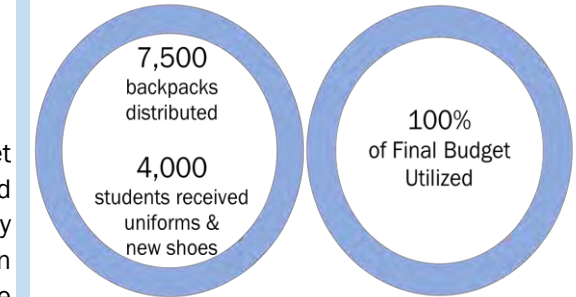 7,500
backpacks
distributed
4,000
students received
uniforms &
new shoes
100%
of Final Budget
Utilized